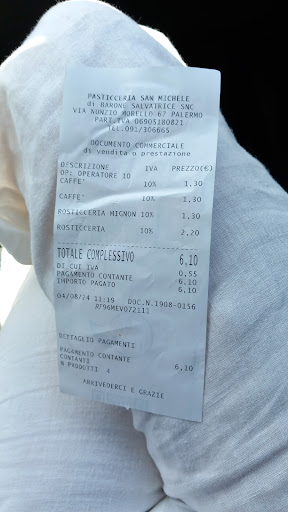 PASTICCERIA SAN MICHELE
di BARONE SALVATRICE SNC
VIA NUNZIO MORELLO 67 PALERMO
PART.IVA 06905180821
TEL.091/306665
DOCUMENTO COMMERCIALE
di vendita o prestazione
DESCRIZIONE IVA PREZZO(€)
OP: OPERATORE 10
CAFFE' 10% 1,30
CAFFE' 10% 1,30
ROSTICCERIA MIGNON 10% 1,30
ROSTICCERIA 10% 2,20
TOTALE COMPLESSIVO 6,10
DI CUI IVA 0,55
PAGAMENTO CONTANTE 6,10
IMPORTO PAGATO 6,10
04/08/24 11:19 DOC.N.1908-0156
RT96MEV072111
DETTAGLIO PAGAMENTI
PAGAMENTO CONTANTE
CONTANTI 6,10
N PRODOTTI 4
ARRIVEDERCI E GRAZIE